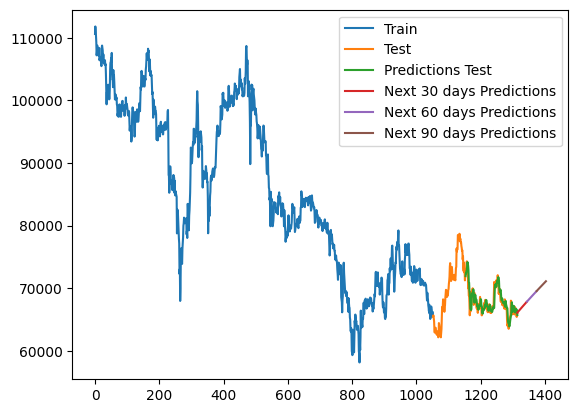 110000
100000
90000
80000
70000
60000
0 200 400 600 800 1000 1200 1400
Train
Test
Predictions Test
Next 30 days Predictions
Next 60 days Predictions
Next 90 days Predictions